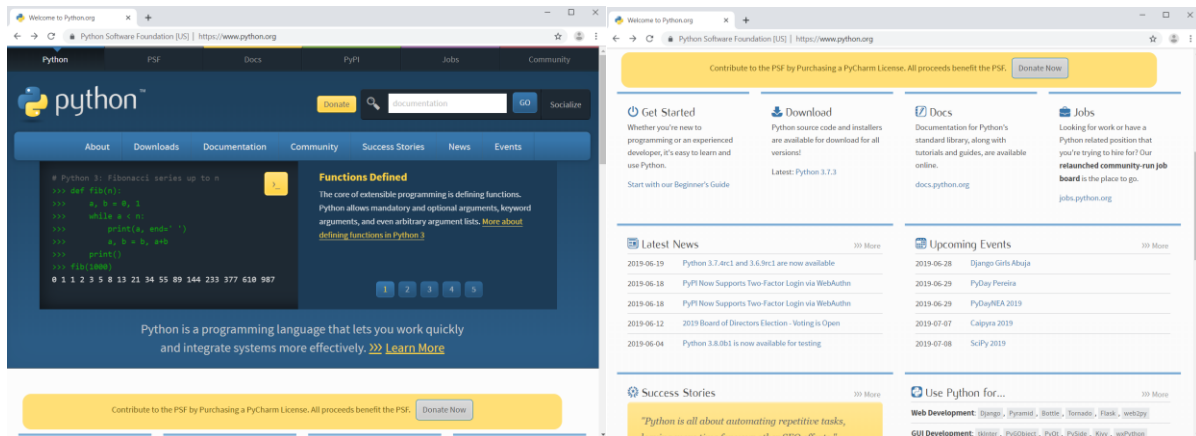 Welcome to Python.org
Python Software Foundation [US] | https://www.python.org
Python PSF Docs PyPI Jobs Community
python™
Donate documentation GO Socialize
About Downloads Documentation Community Success Stories News Events
# Python 3: Fibonacci series up to n
>>> def fib(n):
>>>     a, b = 0, 1
>>>     while a < n:
>>>         print(a, end=' ')
>>>         a, b = b, a+b
>>>     print()
>>> fib(1000)
0 1 1 2 3 5 8 13 21 34 55 89 144 233 377 610 987
>_
Functions Defined
The core of extensible programming is defining functions.
Python allows mandatory and optional arguments, keyword
arguments, and even arbitrary argument lists. More about
defining functions in Python 3
1 2 3 4 5
Python is a programming language that lets you work quickly
and integrate systems more effectively. >>> Learn More
Contribute to the PSF by Purchasing a PyCharm License. All proceeds benefit the PSF. Donate Now
Welcome to Python.org
Python Software Foundation [US] | https://www.python.org
Contribute to the PSF by Purchasing a PyCharm License. All proceeds benefit the PSF. Donate Now
Get Started
Whether you're new to
programming or an experienced
developer, it's easy to learn and
use Python.
Start with our Beginner's Guide
Download
Python source code and installers
are available for download for all
versions!
Latest: Python 3.7.3
Docs
Documentation for Python's
standard library, along with
tutorials and guides, are available
online.
docs.python.org
Jobs
Looking for work or have a
Python related position that
you're trying to hire for? Our
relaunched community-run job
board is the place to go.
jobs.python.org
Latest News >>> More
2019-06-19 Python 3.7.4rc1 and 3.6.9rc1 are now available
2019-06-18 PyPI Now Supports Two-Factor Login via WebAuthn
2019-06-18 PyPI Now Supports Two-Factor Login via WebAuthn
2019-06-12 2019 Board of Directors Election - Voting is Open
2019-06-04 Python 3.8.0b1 is now available for testing
Upcoming Events >>> More
2019-06-28 Django Girls Abuja
2019-06-29 PyDay Pereira
2019-06-29 PyDayNEA 2019
2019-07-07 Caipyra 2019
2019-07-08 SciPy 2019
Success Stories >>> More
"Python is all about automating repetitive tasks,
Use Python for... >>> More
Web Development: Django , Pyramid , Bottle , Tornado , Flask , web2py
GUI Development: tkInter , PyGObject , PyQt , PySide , Kivy , wxPython